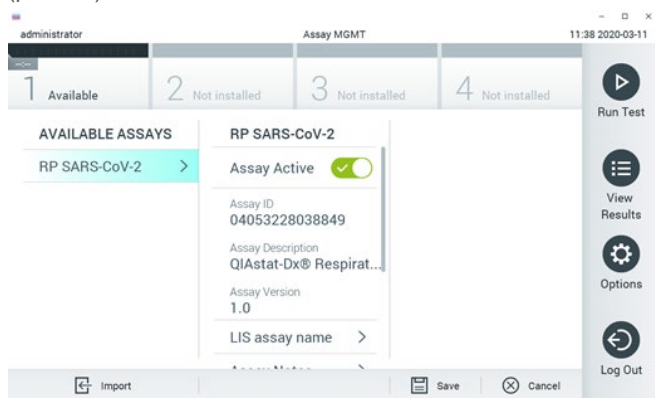 administrator Assay MGMT 11:38 2020-03-11
1 Available 2 Not installed 3 Not installed 4 Not installed
Run Test
AVAILABLE ASSAYS RP SARS-CoV-2
RP SARS-CoV-2 > Assay Active
View
Results
Assay ID
04053228038849
Assay Description
QIAstat-Dx® Respirat...
Options
Assay Version
1.0
LIS assay name >
Log Out
Import Save Cancel